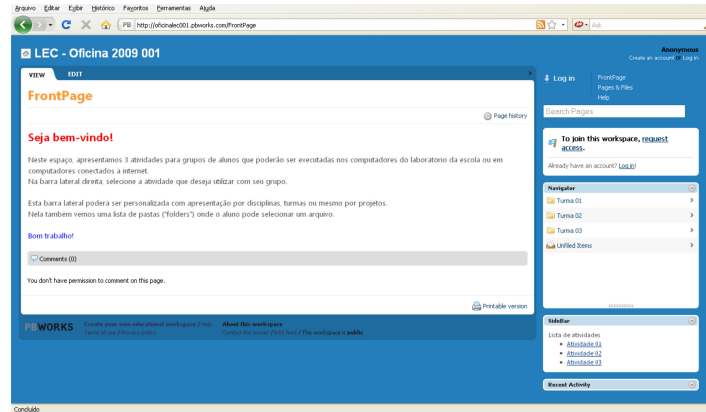 Arquivo Editar Exibir Histórico Favoritos Ferramentas Ajuda
PB http://oficinalec001.pbworks.com/FrontPage
Ask
LEC - Oficina 2009 001
Anonymous
Create an account or Log in
VIEW EDIT
FrontPage
Page history
Seja bem-vindo!
Neste espaço, apresentamos 3 atividades para grupos de alunos que poderão ser executadas nos computadores do laboratório da escola ou em
computadores conectados a internet.
Na barra lateral direita, selecione a atividade que deseja utilizar com seu grupo.
Esta barra lateral poderá ser personalizada com apresentação por disciplinas, turmas ou mesmo por projetos.
Nela também vemos uma lista de pastas ("folders") onde o aluno pode selecionar um arquivo.
Bom trabalho!
Comments (0)
You don't have permission to comment on this page.
Printable version
PBWORKS
Create your own educational workspace / Help
Terms of use / Privacy policy
About this workspace
Contact the owner / RSS feed / This workspace is public
Log in
FrontPage
Pages & Files
Help
Search Pages
To join this workspace, request
access.
Already have an account? Log in!
Navigator
Turma 01
Turma 02
Turma 03
Unfiled Items
SideBar
Lista de atividades
Atividade 01
Atividade 02
Atividade 03
Recent Activity
Concluído